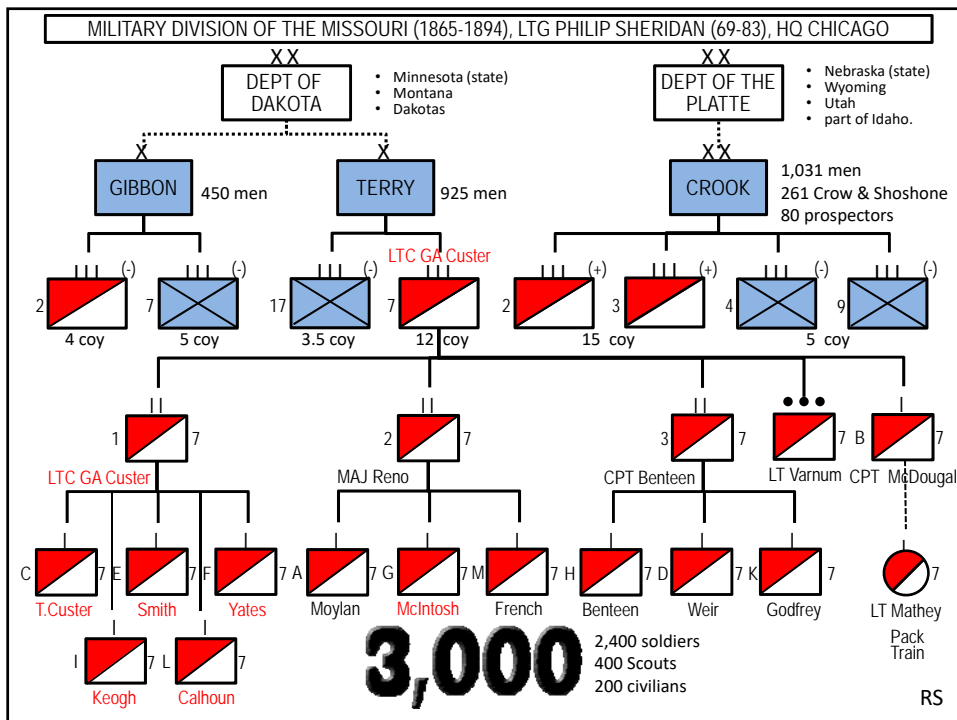 MILITARY DIVISION OF THE MISSOURI (1865-1894), LTG PHILIP SHERIDAN (69-83), HQ CHICAGO
XX
XX
DEPT OF
DAKOTA
• Minnesota (state)
• Montana
• Dakotas
DEPT OF THE
PLATTE
• Nebraska (state)
• Wyoming
• Utah
• part of Idaho.
X
X
XX
GIBBON
450 men
TERRY
925 men
CROOK
1,031 men
261 Crow & Shoshone
80 prospectors
LTC GA Custer
III (-)
III (-)
III (-)
III
III (+)
III (+)
III (-)
III (-)
2
7
17
7
2
3
4
9
4 coy
5 coy
3.5 coy
12 coy
15 coy
5 coy
II
II
II
●●●
I
1 7
2 7
3 7
7
B 7
LTC GA Custer
MAJ Reno
CPT Benteen
LT Varnum
CPT McDougal
I
I
I
I
I
I
I
I
I
C 7
E 7
F 7
A 7
G 7
M 7
H 7
D 7
K 7
7
T.Custer
Smith
Yates
Moylan
McIntosh
French
Benteen
Weir
Godfrey
LT Mathey
Pack
Train
I
I
I 7
L 7
Keogh
Calhoun
3,000
2,400 soldiers
400 Scouts
200 civilians
RS